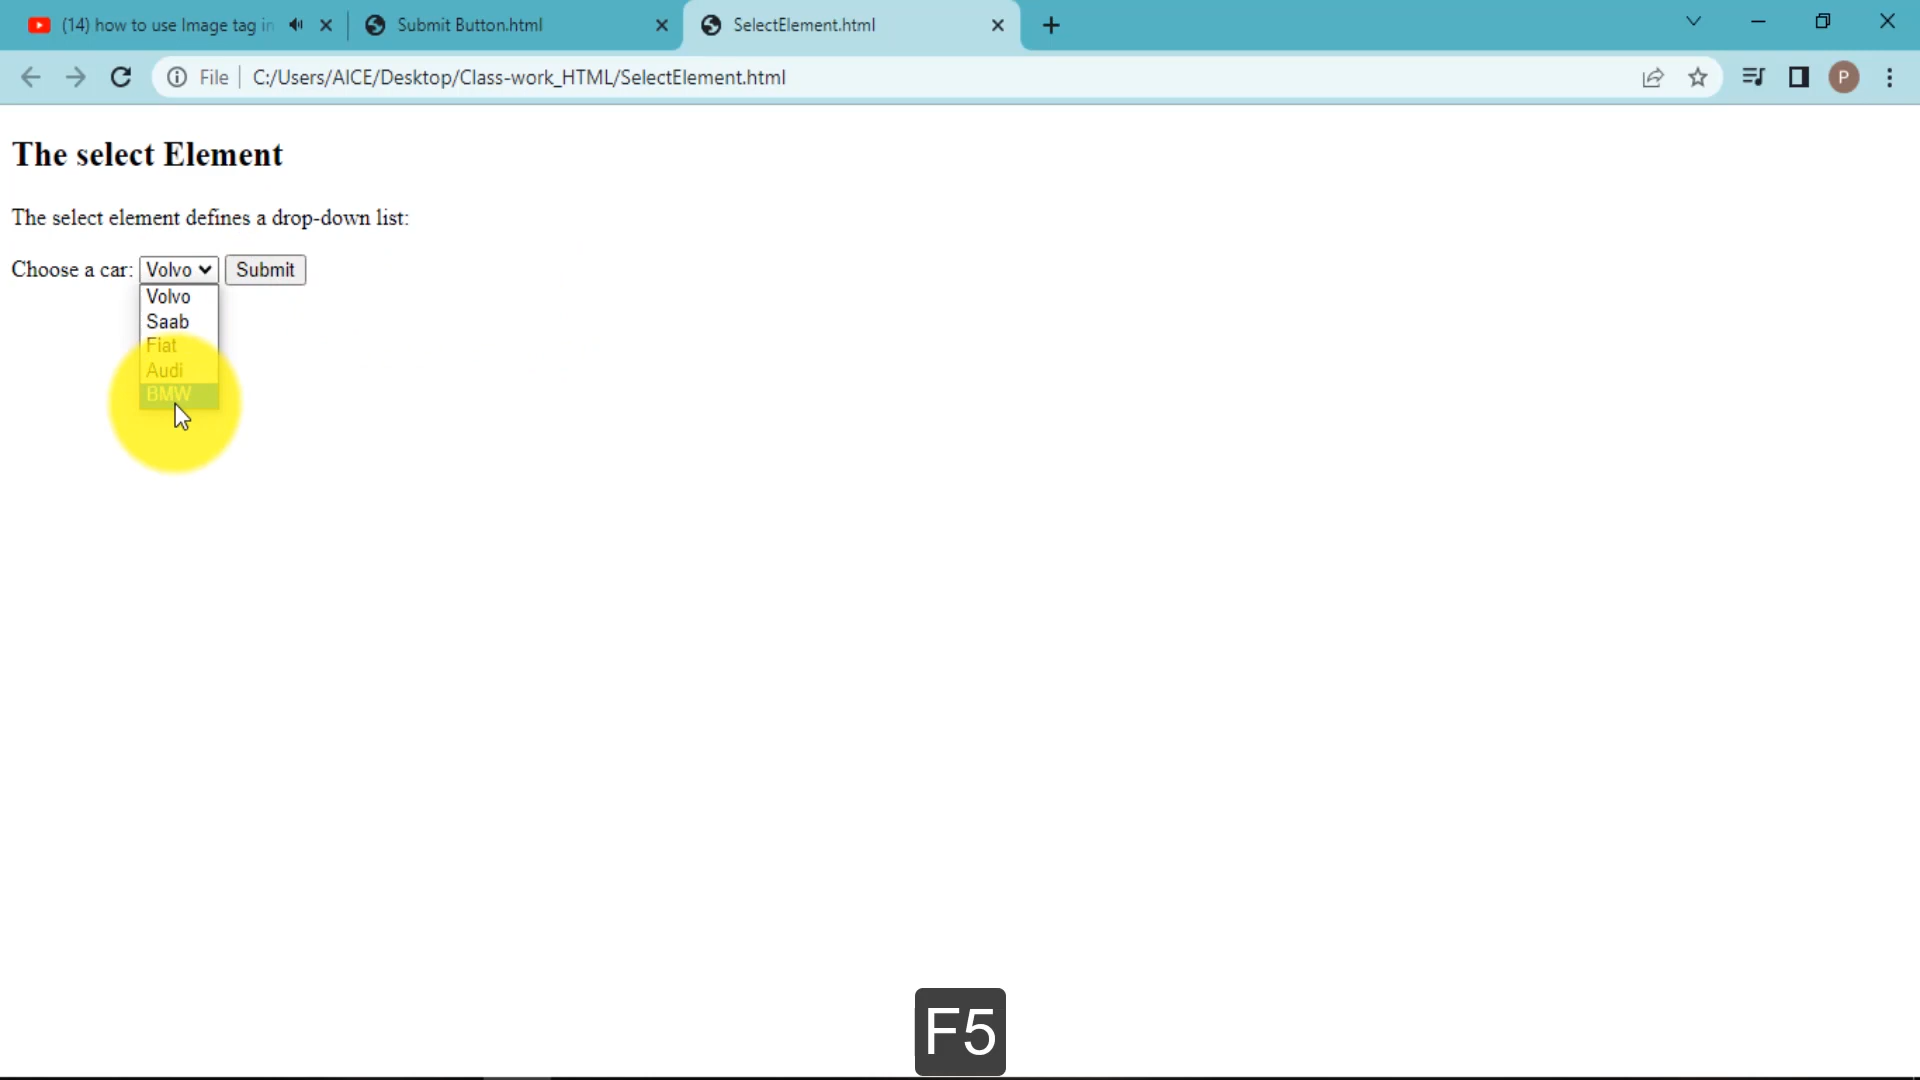 (14) how to use Image tag in
Submit Button.html
SelectElement.html
File
C:/Users/AICE/Desktop/Class-work_HTML/SelectElement.html
P
The select Element
The select element defines a drop-down list:
Choose a car: Volvo Submit
Volvo
Saab
Fiat
Audi
BMW
F5